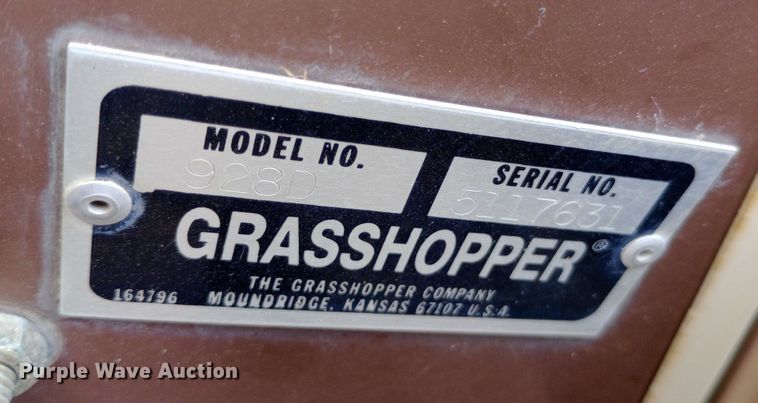 MODEL NO.
928D
SERIAL NO.
5117631
GRASSHOPPER®
THE GRASSHOPPER COMPANY
164796 MOUNDRIDGE, KANSAS 67107 U.S.A.
Purple Wave Auction